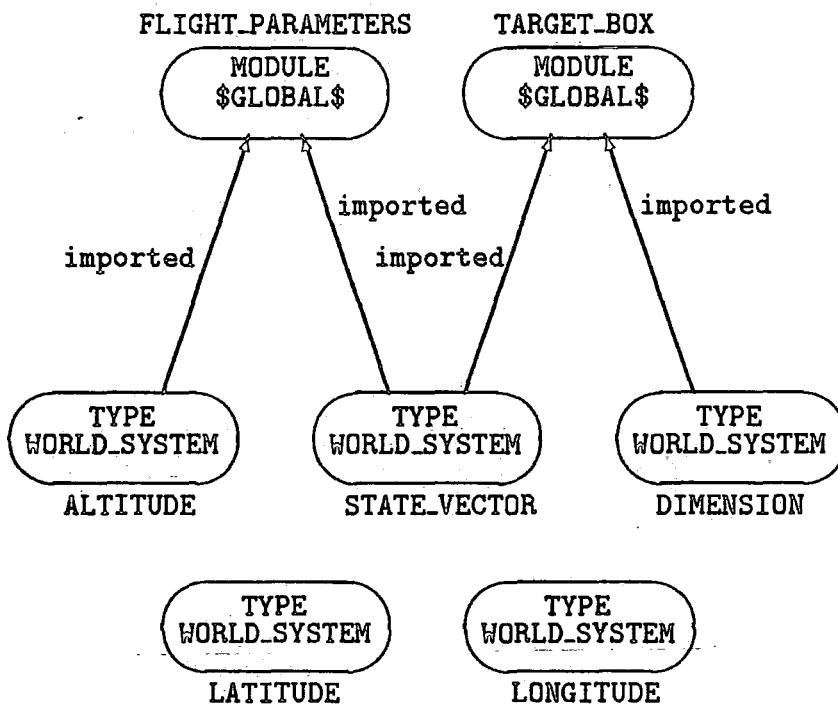 FLIGHT_PARAMETERS TARGET_BOX
MODULE MODULE
$GLOBAL$ $GLOBAL$
imported imported
imported imported
TYPE TYPE TYPE
WORLD_SYSTEM WORLD_SYSTEM WORLD_SYSTEM
ALTITUDE STATE_VECTOR DIMENSION
TYPE TYPE
WORLD_SYSTEM WORLD_SYSTEM
LATITUDE LONGITUDE